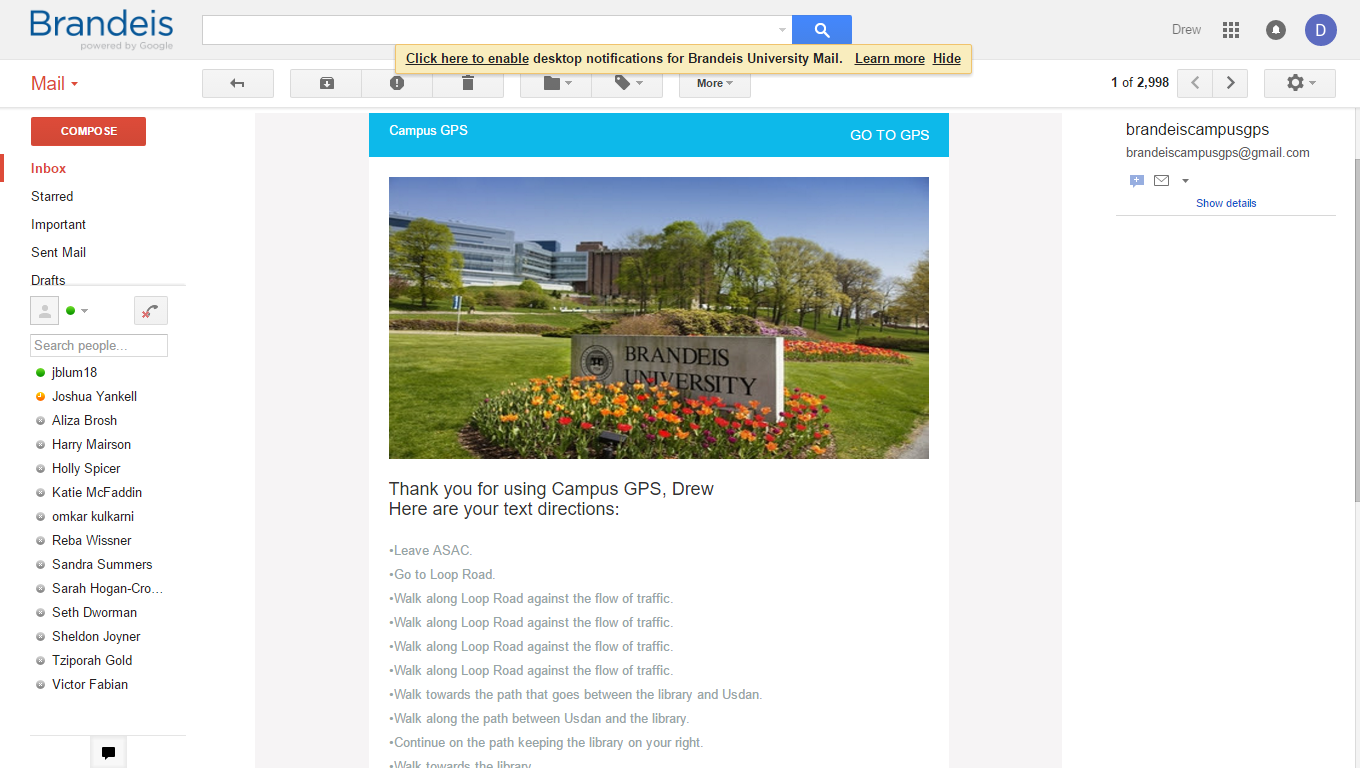 Brandeis
powered by Google
Drew
D
Click here to enable desktop notifications for Brandeis University Mail. Learn more Hide
Mail
More
1 of 2,998
COMPOSE
Inbox
Starred
Important
Sent Mail
Drafts
Search people...
jblum18
Joshua Yankell
Aliza Brosh
Harry Mairson
Holly Spicer
Katie McFaddin
omkar kulkarni
Reba Wissner
Sandra Summers
Sarah Hogan-Cro...
Seth Dworman
Sheldon Joyner
Tziporah Gold
Victor Fabian
Campus GPS
GO TO GPS
BRANDEIS
UNIVERSITY
Thank you for using Campus GPS, Drew
Here are your text directions:
•Leave ASAC.
•Go to Loop Road.
•Walk along Loop Road against the flow of traffic.
•Walk along Loop Road against the flow of traffic.
•Walk along Loop Road against the flow of traffic.
•Walk along Loop Road against the flow of traffic.
•Walk towards the path that goes between the library and Usdan.
•Walk along the path between Usdan and the library.
•Continue on the path keeping the library on your right.
•Walk towards the library
brandeiscampusgps
brandeiscampusgps@gmail.com
Show details